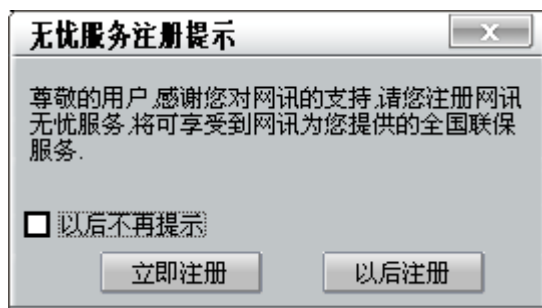 无忧服务注册提示
尊敬的用户,感谢您对网讯的支持,请您注册网讯
无忧服务,将可享受到网讯为您提供的全国联保
服务.
以后不再提示
立即注册
以后注册